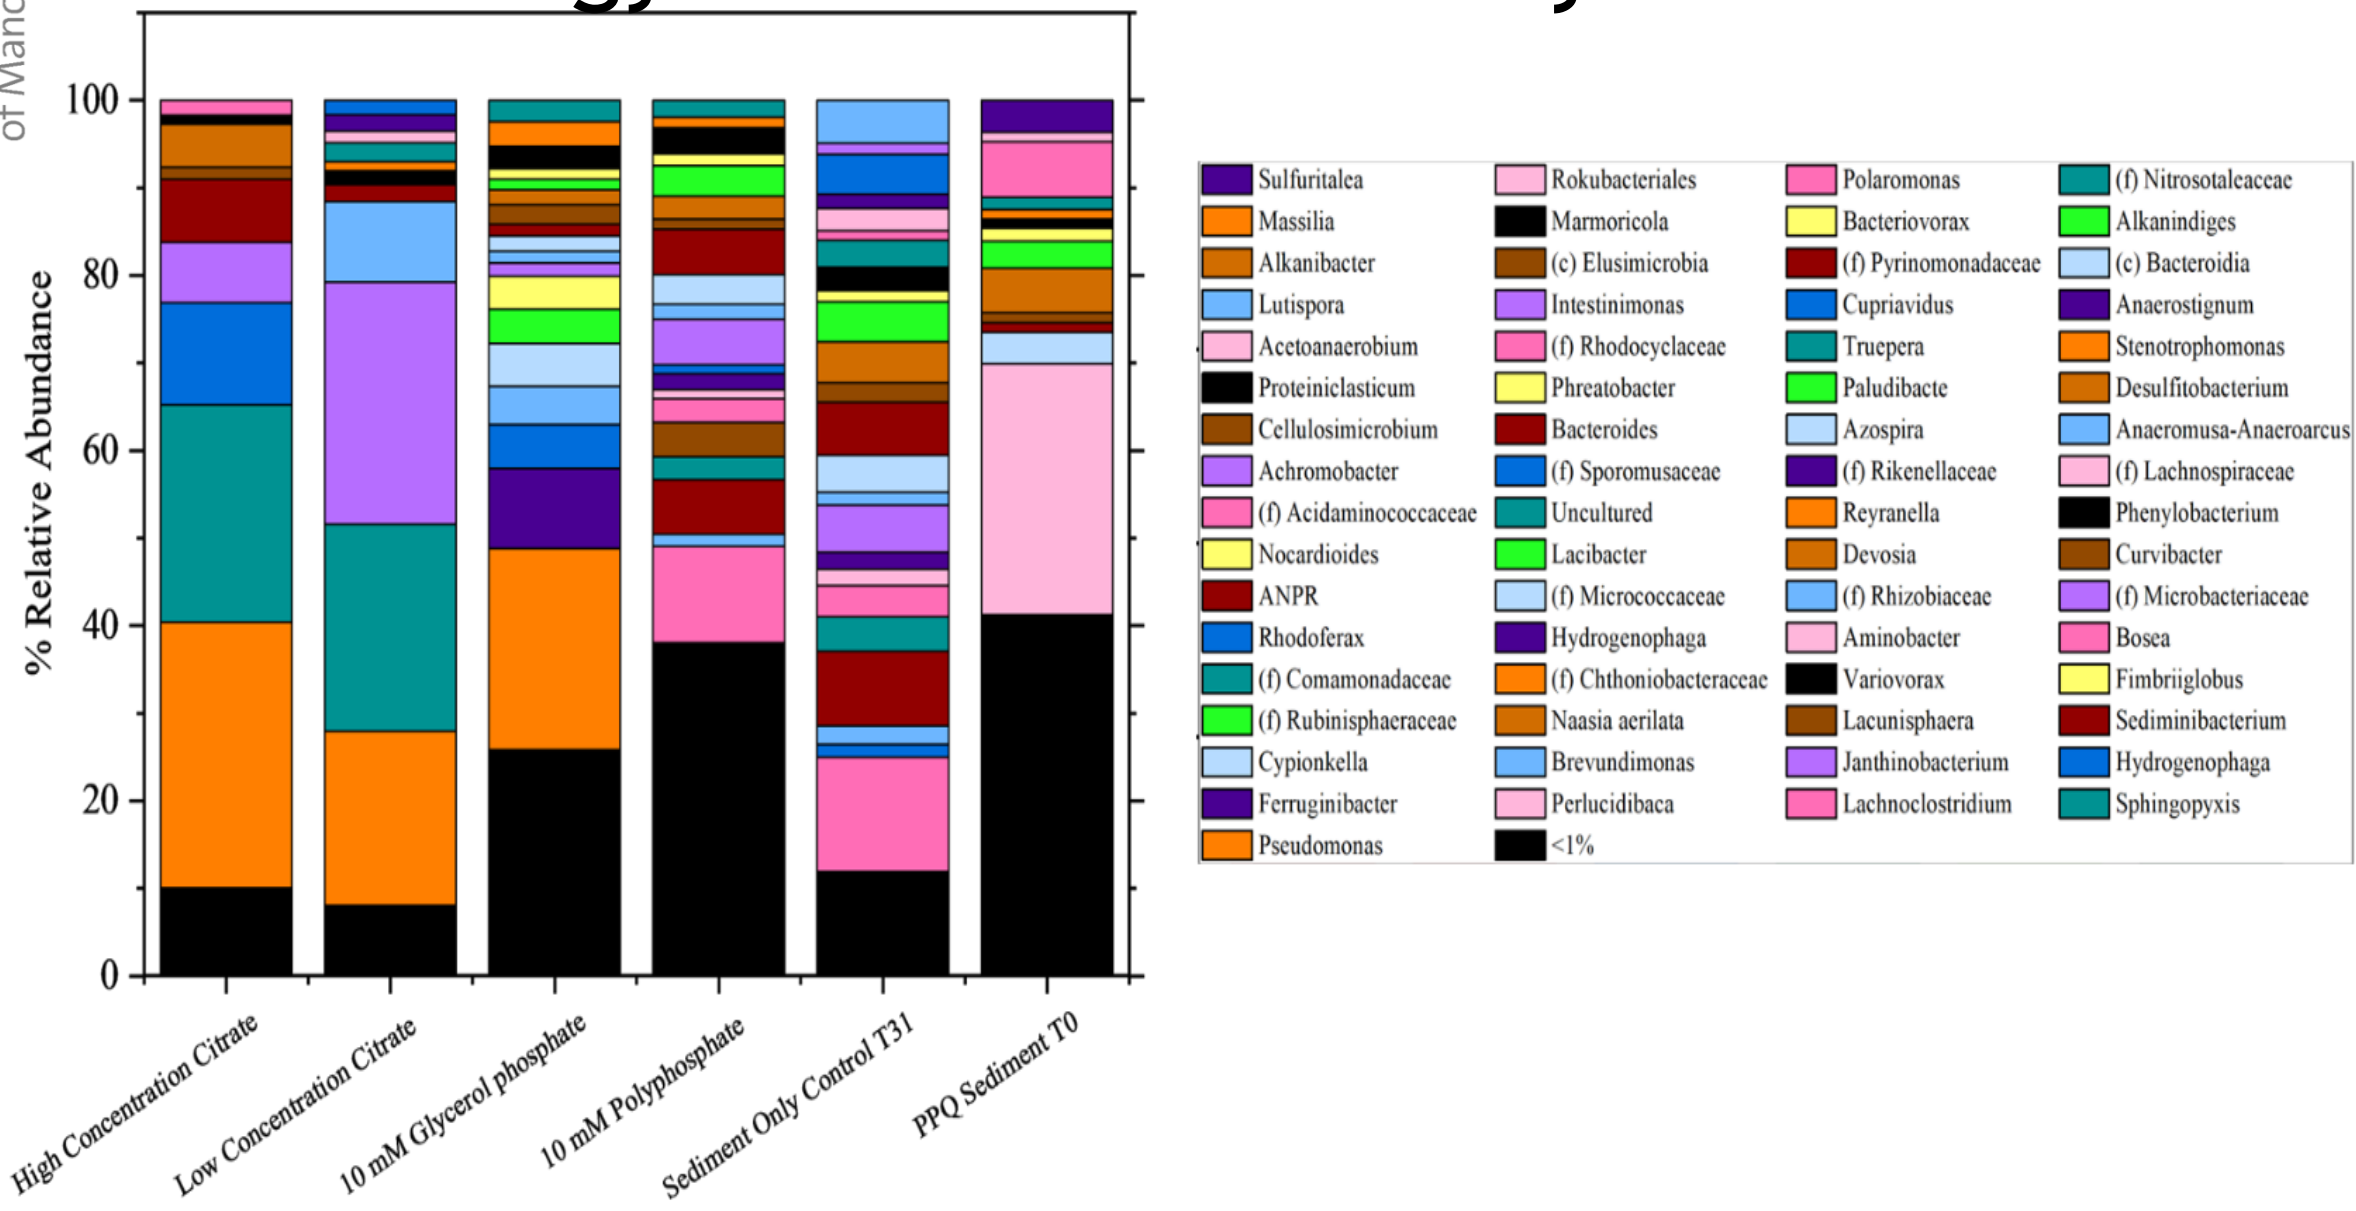 of Manc
% Relative Abundance
100
80
60
40
20
0
High Concentration Citrate
Low Concentration Citrate
10 mM Glycerol phosphate
10 mM Polyphosphate
Sediment Only Control T31
PPQ Sediment T0
Sulfuritalea Rokubacteriales Polaromonas (f) Nitrosotaleaceae
Massilia Marmoricola Bacteriovorax Alkanindiges
Alkanibacter (c) Elusimicrobia (f) Pyrinomonadaceae (c) Bacteroidia
Lutispora Intestinimonas Cupriavidus Anaerostignum
Acetoanaerobium (f) Rhodocyclaceae Truepera Stenotrophomonas
Proteiniclasticum Phreatobacter Paludibacte Desulfitobacterium
Cellulosimicrobium Bacteroides Azospira Anaeromusa-Anaeroarcus
Achromobacter (f) Sporomusaceae (f) Rikenellaceae (f) Lachnospiraceae
(f) Acidaminococcaceae Uncultured Reyranella Phenylobacterium
Nocardioides Lacibacter Devosia Curvibacter
ANPR (f) Micrococcaceae (f) Rhizobiaceae (f) Microbacteriaceae
Rhodoferax Hydrogenophaga Aminobacter Bosea
(f) Comamonadaceae (f) Chthoniobacteraceae Variovorax Fimbriiglobus
(f) Rubinisphaeraceae Naasia aerilata Lacunisphaera Sediminibacterium
Cypionkella Brevundimonas Janthinobacterium Hydrogenophaga
Ferruginibacter Perlucidibaca Lachnoclostridium Sphingopyxis
Pseudomonas <1%